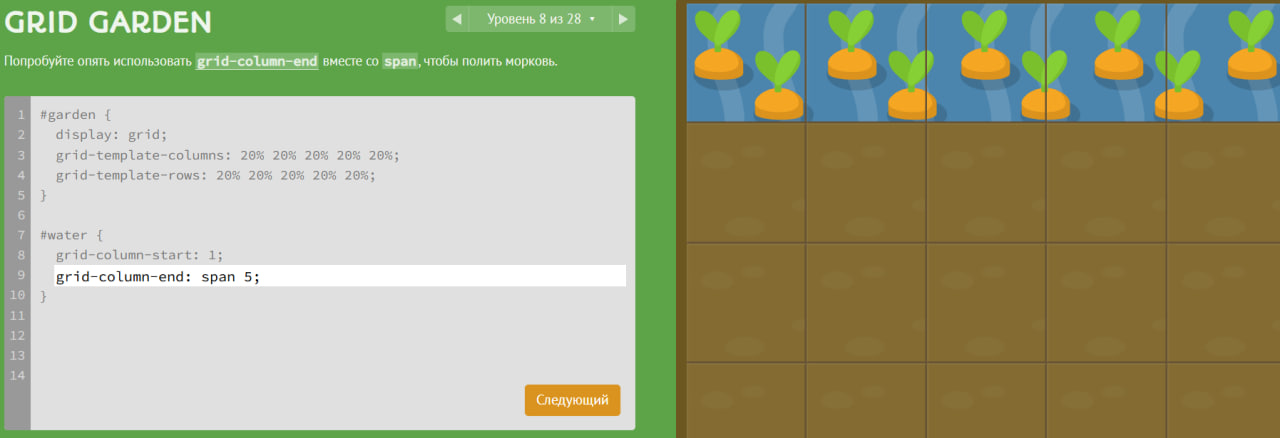 GRID GARDEN
Уровень 8 из 28
Попробуйте опять использовать grid-column-end вместе со span, чтобы полить морковь.
1 #garden {
2 display: grid;
3 grid-template-columns: 20% 20% 20% 20% 20%;
4 grid-template-rows: 20% 20% 20% 20% 20%;
5 }
6
7 #water {
8 grid-column-start: 1;
9 grid-column-end: span 5;
10 }
11
12
13
14
Следующий